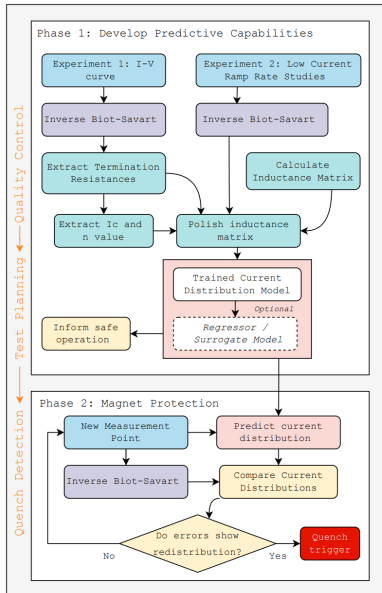 Phase 1: Develop Predictive Capabilities
Experiment 1: I-V
curve
Experiment 2: Low Current
Ramp Rate Studies
Inverse Biot-Savart
Inverse Biot-Savart
Extract Termination
Resistances
Calculate
Inductance Matrix
Extract Ic and
n value
Polish inductance
matrix
Trained Current
Distribution Model
Optional
Regressor /
Surrogate Model
Inform safe
operation
Phase 2: Magnet Protection
New Measurement
Point
Predict current
distribution
Inverse Biot-Savart
Compare Current
Distributions
Do errors show
redistribution?
No
Yes
Quench
trigger
Quench Detection
Test Planning
Quality Control